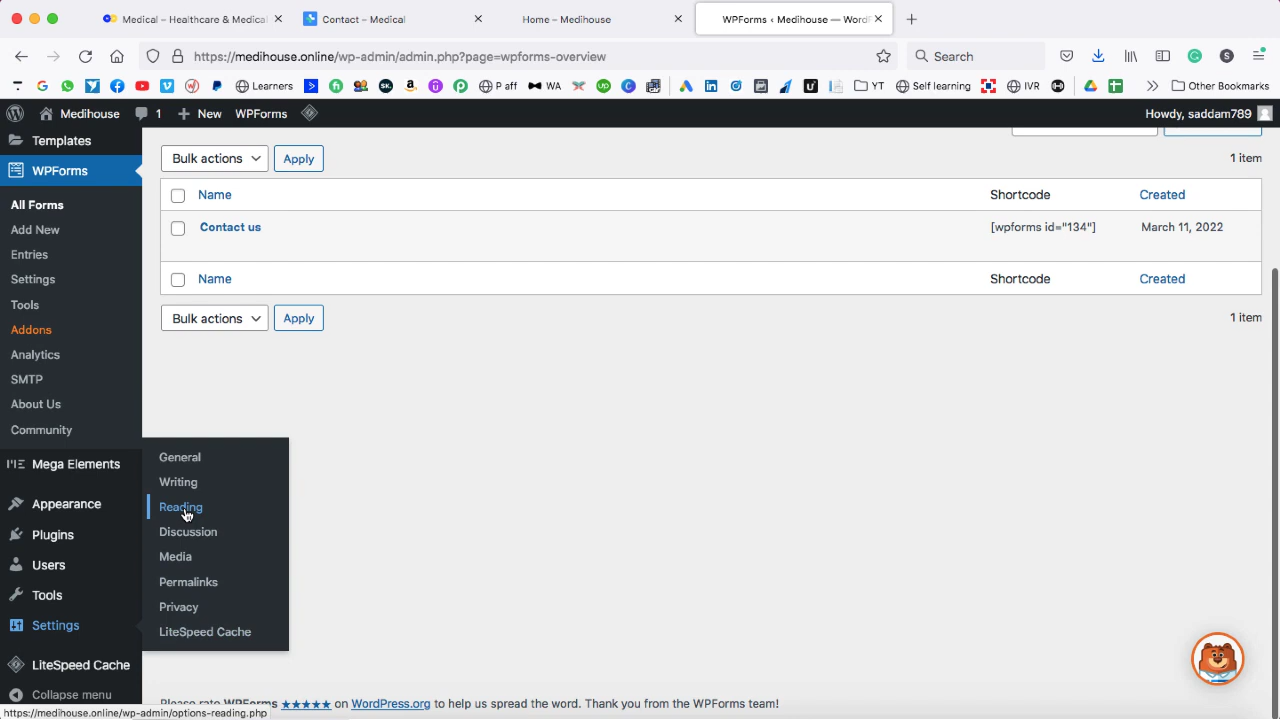 Medical – Healthcare & Medical
Contact – Medical
Home – Medihouse
WPForms ‹ Medihouse — WordP
https://medihouse.online/wp-admin/admin.php?page=wpforms-overview
Search
Learners
P aff
WA
YT
Self learning
IVR
Other Bookmarks
Medihouse
1
New
WPForms
Howdy, saddam789
Templates
WPForms
All Forms
Add New
Entries
Settings
Tools
Addons
Analytics
SMTP
About Us
Community
Mega Elements
Appearance
Plugins
Users
Tools
Settings
LiteSpeed Cache
Collapse menu
General
Writing
Reading
Discussion
Media
Permalinks
Privacy
LiteSpeed Cache
Bulk actions Apply 1 item
Name Shortcode Created
Contact us [wpforms id="134"] March 11, 2022
Name Shortcode Created
Bulk actions Apply 1 item
Please rate WPForms ★★★★★ on WordPress.org to help us spread the word. Thank you from the WPForms team!
https://medihouse.online/wp-admin/options-reading.php